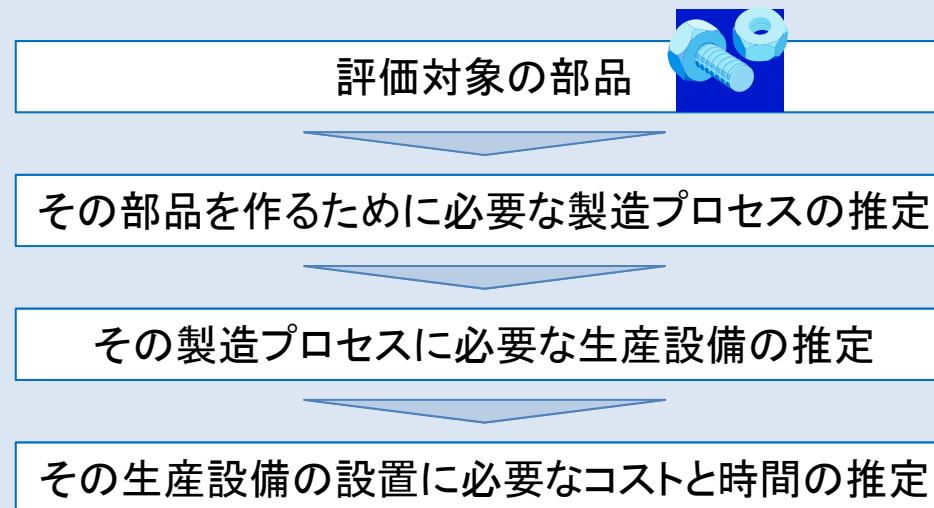 評価対象の部品
その部品を作るために必要な製造プロセスの推定
その製造プロセスに必要な生産設備の推定
その生産設備の設置に必要なコストと時間の推定